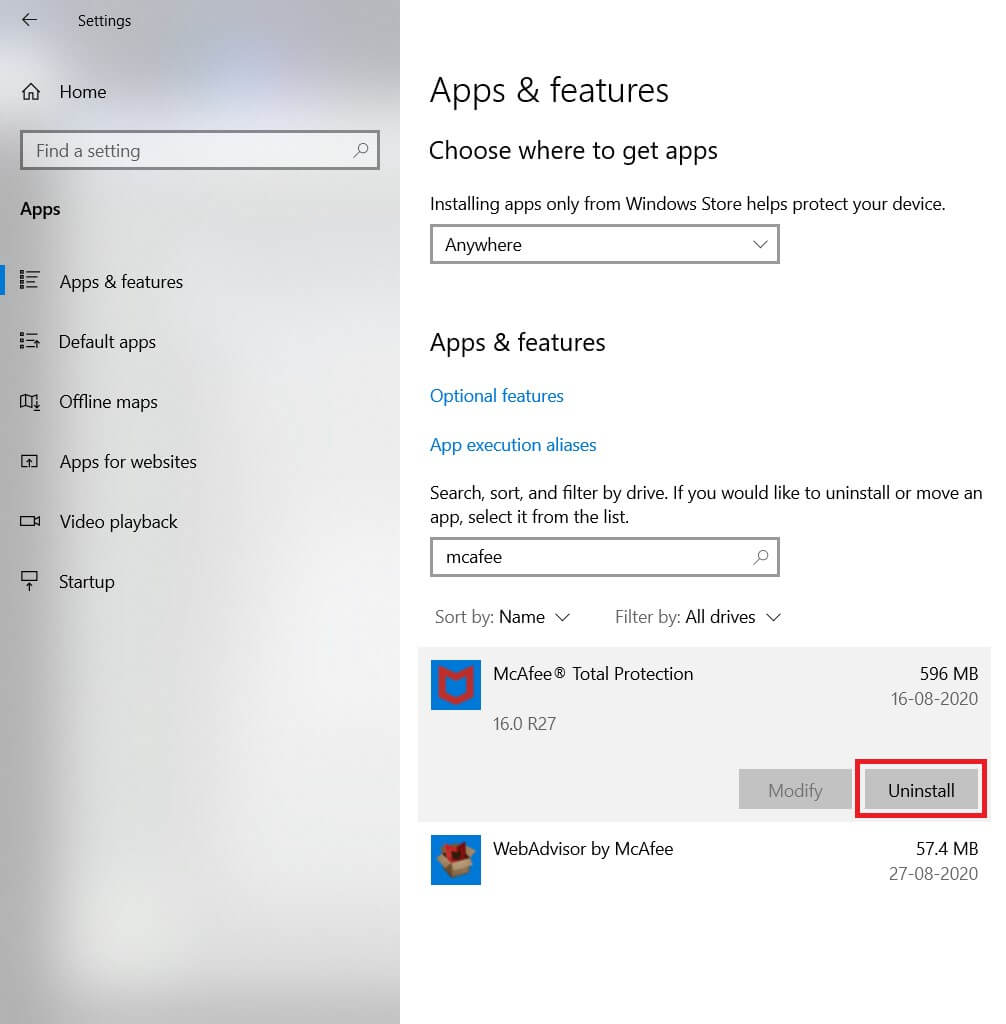 Settings
Home
Find a setting
Apps
Apps & features
Default apps
Offline maps
Apps for websites
Video playback
Startup
Apps & features
Choose where to get apps
Installing apps only from Windows Store helps protect your device.
Anywhere
Apps & features
Optional features
App execution aliases
Search, sort, and filter by drive. If you would like to uninstall or move an
app, select it from the list.
mcafee
Sort by: Name Filter by: All drives
McAfee® Total Protection 596 MB
16-08-2020
16.0 R27
Modify Uninstall
WebAdvisor by McAfee 57.4 MB
27-08-2020